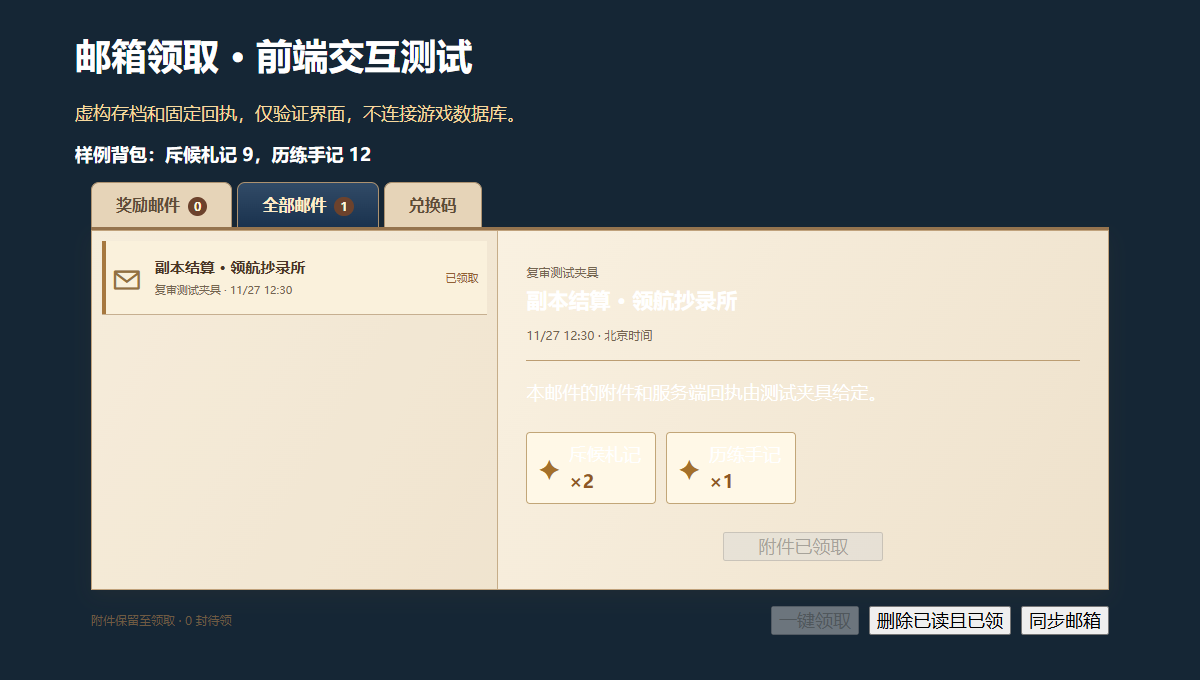 邮箱领取 • 前端交互测试
虚构存档和固定回执，仅验证界面，不连接游戏数据库。
样例背包：斥候札记 9，历练手记 12
奖励邮件 0 全部邮件 1 兑换码
副本结算 • 领航抄录所
复审测试夹具 · 11/27 12:30
已领取
复审测试夹具
副本结算 • 领航抄录所
11/27 12:30 · 北京时间
本邮件的附件和服务端回执由测试夹具给定。
斥候札记
×2
历练手记
×1
附件已领取
附件保留至领取 · 0 封待领
一键领取 删除已读且已领 同步邮箱